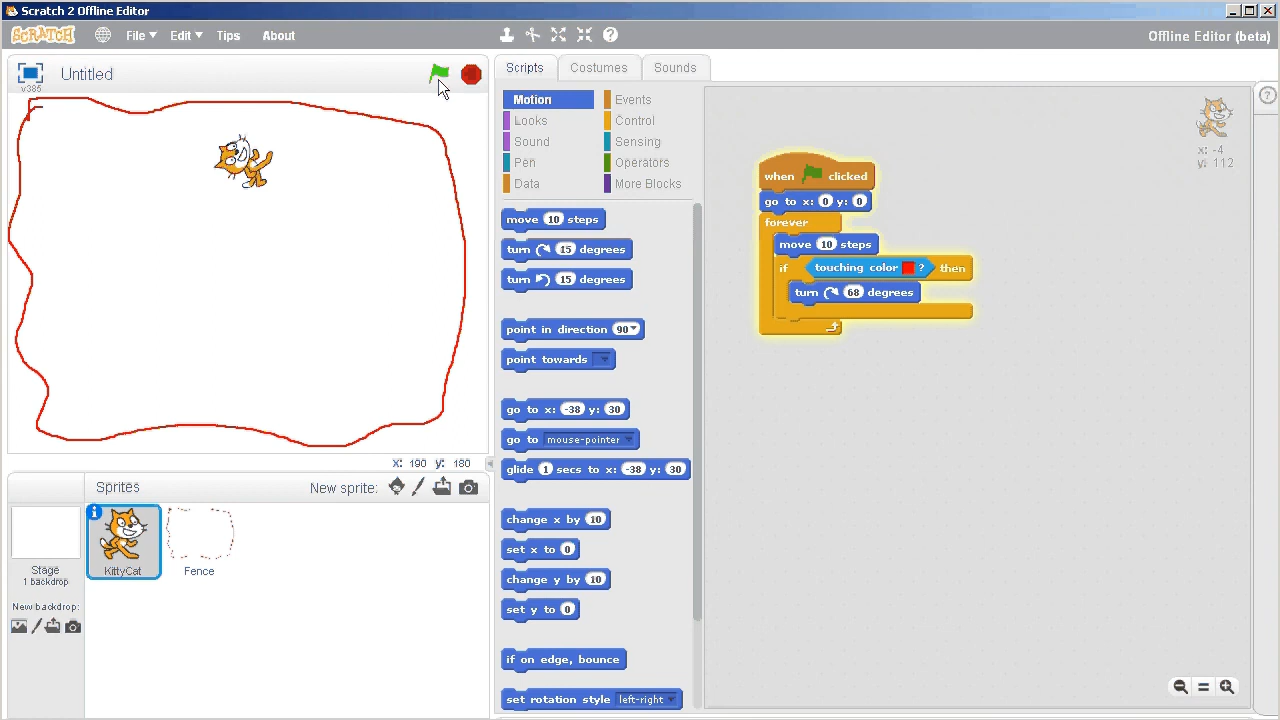 Scratch 2 Offline Editor
SCRATCH File Edit Tips About Offline Editor (beta)
v385 Untitled
Scripts Costumes Sounds
Motion Events
Looks Control
Sound Sensing
Pen Operators
Data More Blocks
move 10 steps
turn 15 degrees
turn 15 degrees
point in direction 90
point towards
go to x: -38 y: 30
go to mouse-pointer
glide 1 secs to x: -38 y: 30
change x by 10
set x to 0
change y by 10
set y to 0
if on edge, bounce
set rotation style left-right
when clicked
go to x: 0 y: 0
forever
move 10 steps
if touching color ? then
turn 68 degrees
x: -4
y: 112
?
x: 190 y: 180
Sprites New sprite:
Stage
1 backdrop
New backdrop:
KittyCat
Fence